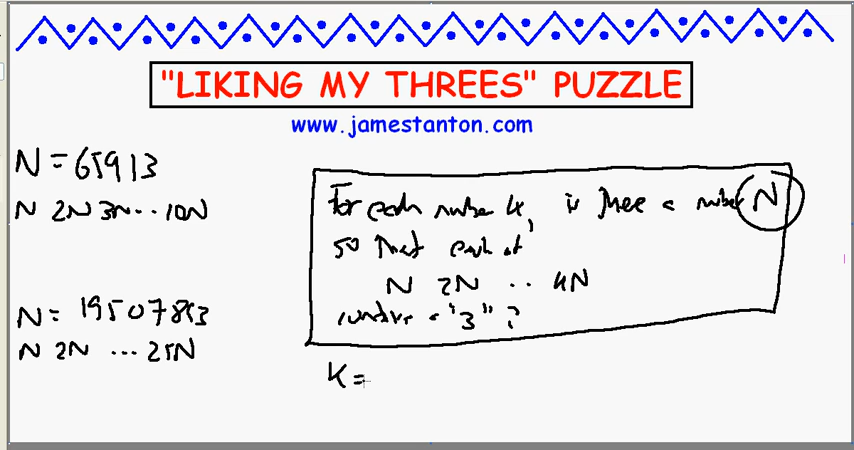 "LIKING MY THREES" PUZZLE
www.jamestanton.com
N = 65913
N 2N 3N ... 10N
N = 19507893
N 2N ... 25N
For each number k, is there a number N
so that each of
N 2N .. kN
contains a "3" ?
K =